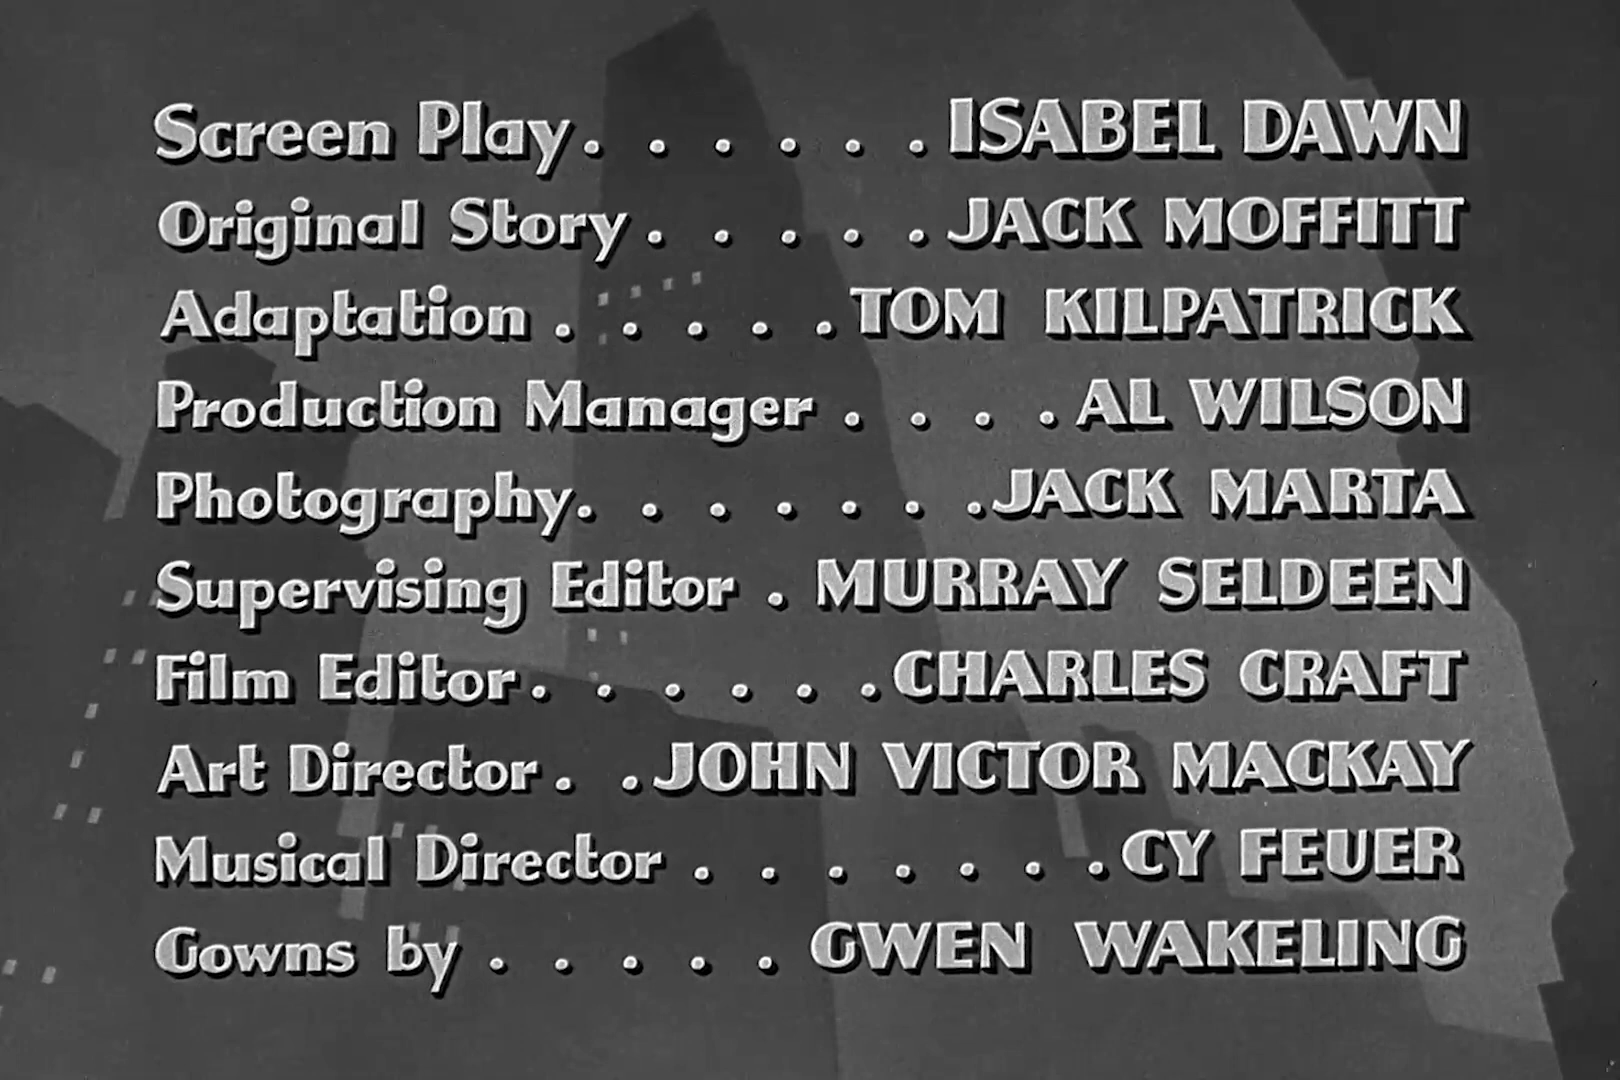 Screen Play. . . . . . ISABEL DAWN
Original Story . . . . . JACK MOFFITT
Adaptation . . . . . TOM KILPATRICK
Production Manager . . . . AL WILSON
Photography. . . . . . . JACK MARTA
Supervising Editor . MURRAY SELDEEN
Film Editor. . . . . . CHARLES CRAFT
Art Director. . JOHN VICTOR MACKAY
Musical Director . . . . . . . CY FEUER
Gowns by . . . . . GWEN WAKELING